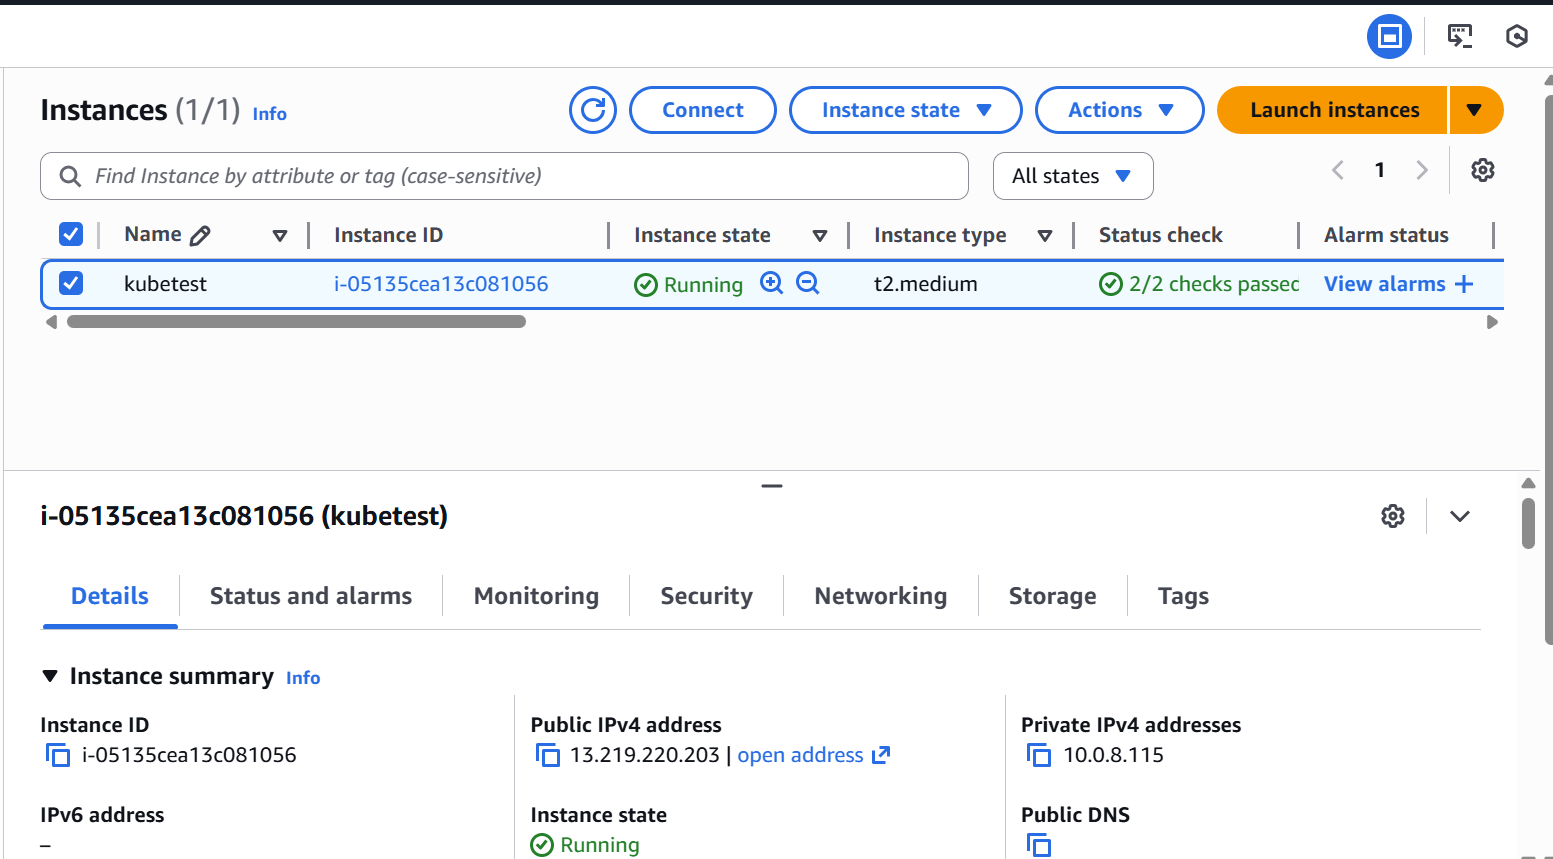 Instances (1/1) Info
Connect
Instance state
Actions
Launch instances
Find Instance by attribute or tag (case-sensitive)
All states
1
Name Instance ID Instance state Instance type Status check Alarm status
kubetest i-05135cea13c081056 Running t2.medium 2/2 checks passed View alarms +
i-05135cea13c081056 (kubetest)
Details Status and alarms Monitoring Security Networking Storage Tags
Instance summary Info
Instance ID
i-05135cea13c081056
Public IPv4 address
13.219.220.203 | open address
Private IPv4 addresses
10.0.8.115
IPv6 address
–
Instance state
Running
Public DNS